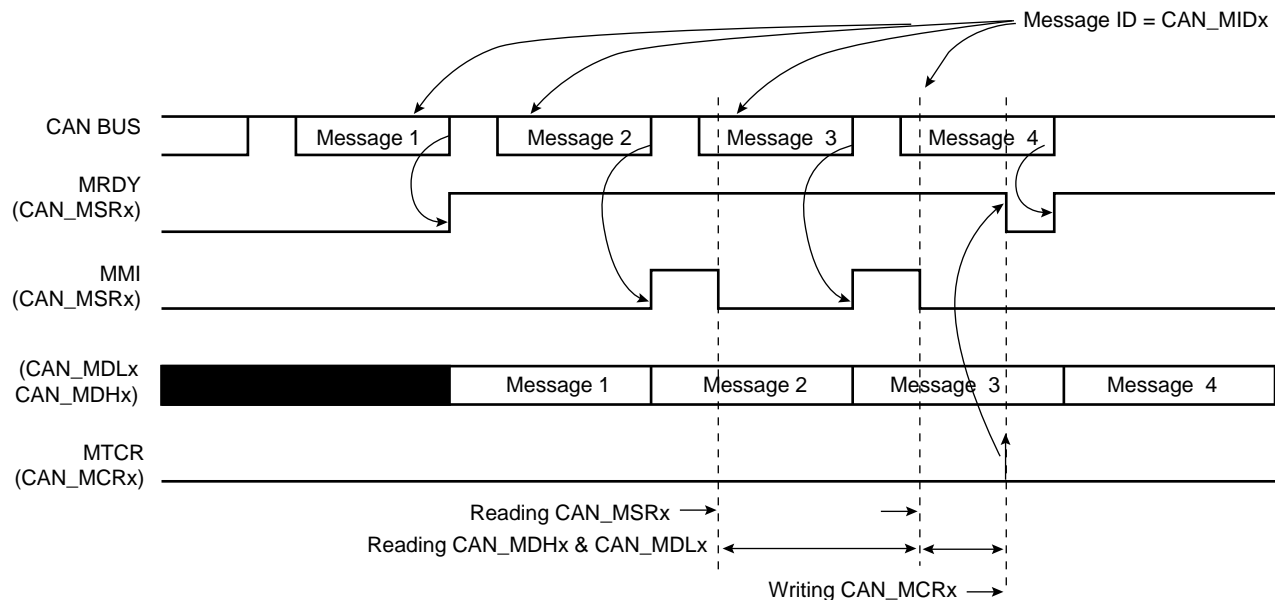 Message ID = CAN_MIDx
CAN BUS
Message 1
Message 2
Message 3
Message 4
MRDY
(CAN_MSRx)
MMI
(CAN_MSRx)
(CAN_MDLx
CAN_MDHx)
Message 1
Message 2
Message 3
Message 4
MTCR
(CAN_MCRx)
Reading CAN_MSRx
Reading CAN_MDHx & CAN_MDLx
Writing CAN_MCRx